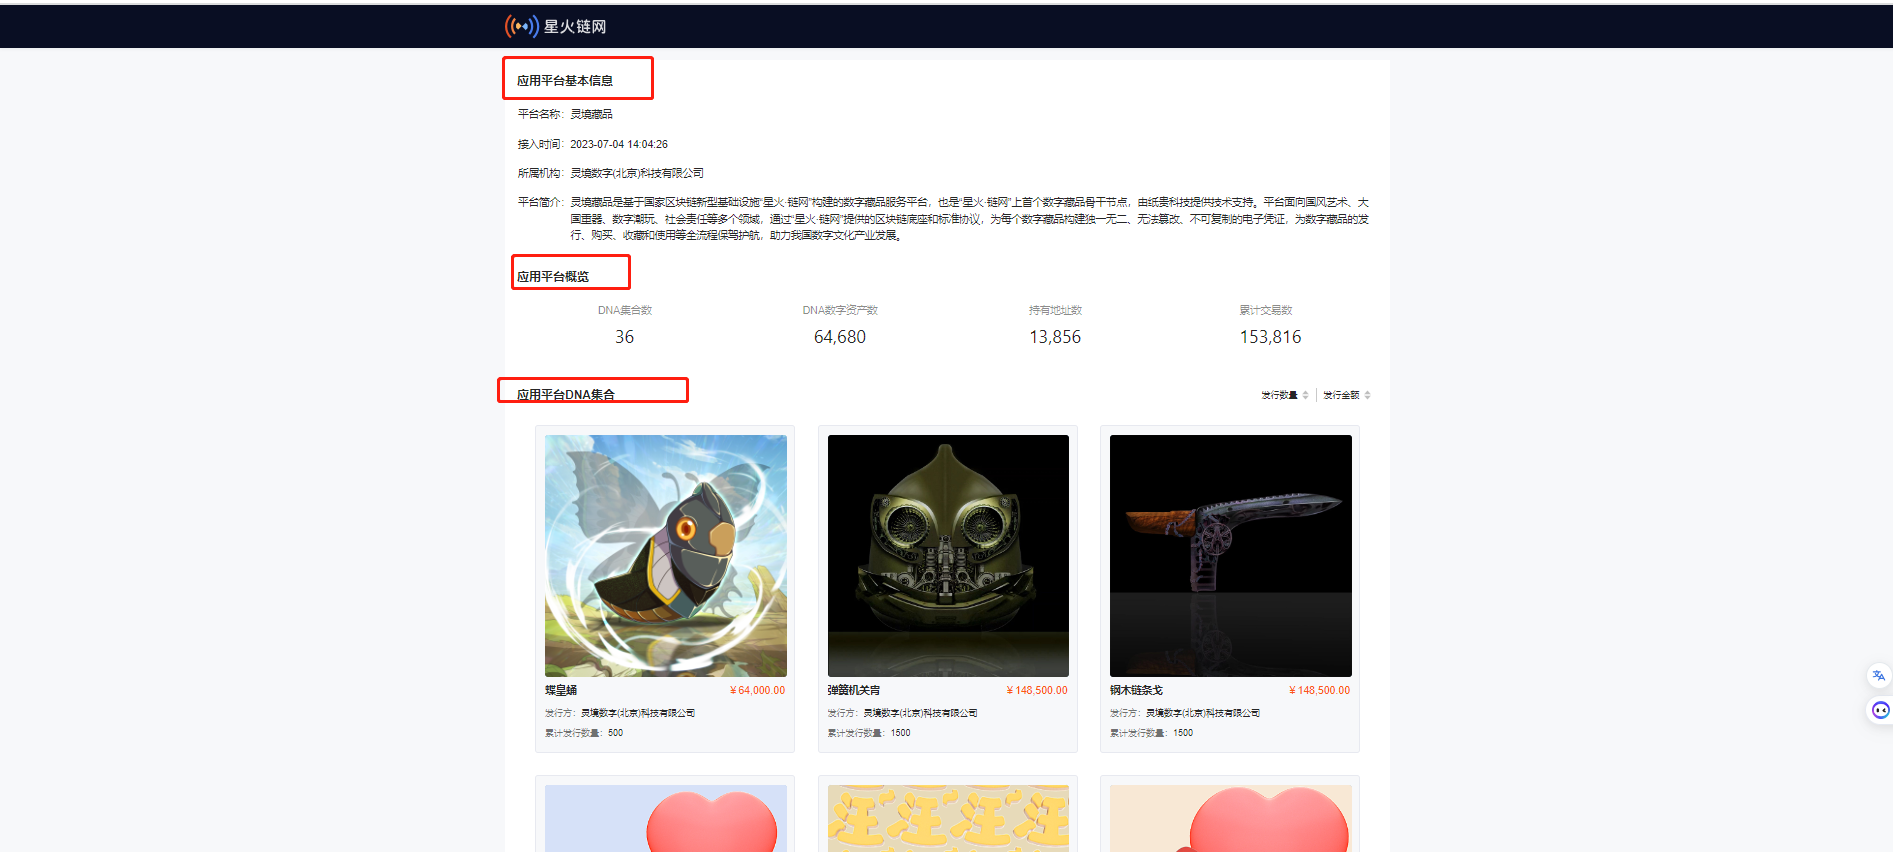 星火链网
应用平台基本信息
平台名称：灵境藏品
接入时间：2023-07-04 14:04:26
所属机构：灵境数字(北京)科技有限公司
平台简介：灵境藏品是基于国家区块链新型基础设施“星火·链网”构建的数字藏品服务平台，也是“星火·链网”上首个数字藏品骨干节点，由纸贵科技提供技术支持。平台面向国风艺术、大
国重器、数字潮玩、社会责任等多个领域，通过“星火·链网”提供的区块链底座和标准协议，为每个数字藏品构建独一无二、无法篡改、不可复制的电子凭证，为数字藏品的发
行、购买、收藏和使用等全流程保驾护航，助力我国数字文化产业发展。
应用平台概览
DNA集合数 DNA数字资产数 持有地址数 累计交易数
36 64,680 13,856 153,816
应用平台DNA集合 发行数量 发行金额
蝶皇蛹 ¥64,000.00
发行方：灵境数字(北京)科技有限公司
累计发行数量：500
弹簧机关胄 ¥148,500.00
发行方：灵境数字(北京)科技有限公司
累计发行数量：1500
钢木链条戈 ¥148,500.00
发行方：灵境数字(北京)科技有限公司
累计发行数量：1500